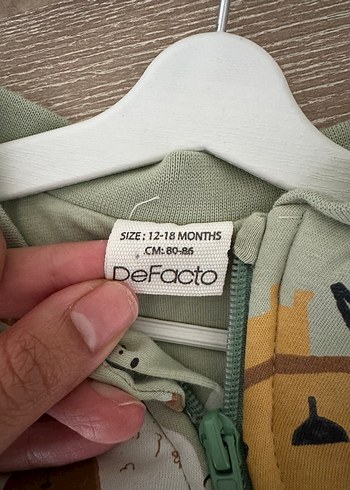 SIZE ; 12-18 MONTHS
CM: 80-86
DeFacto